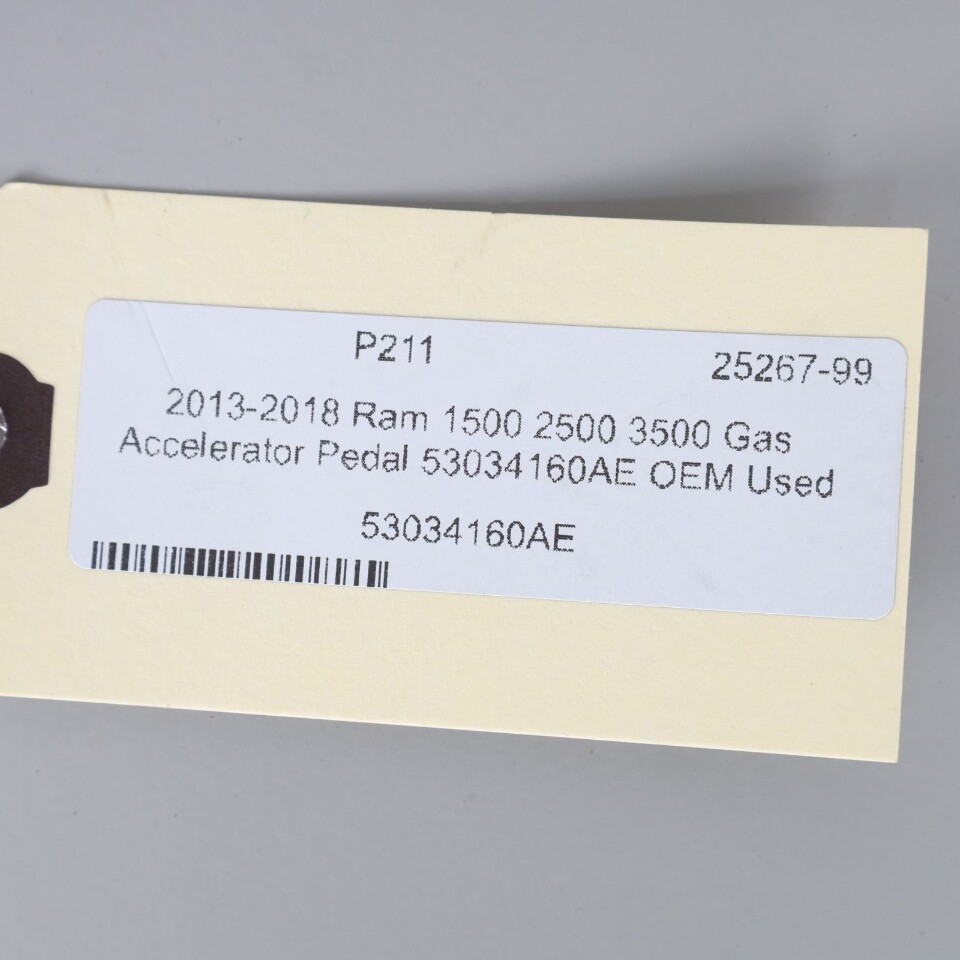 P211 25267-99
2013-2018 Ram 1500 2500 3500 Gas
Accelerator Pedal 53034160AE OEM Used
53034160AE